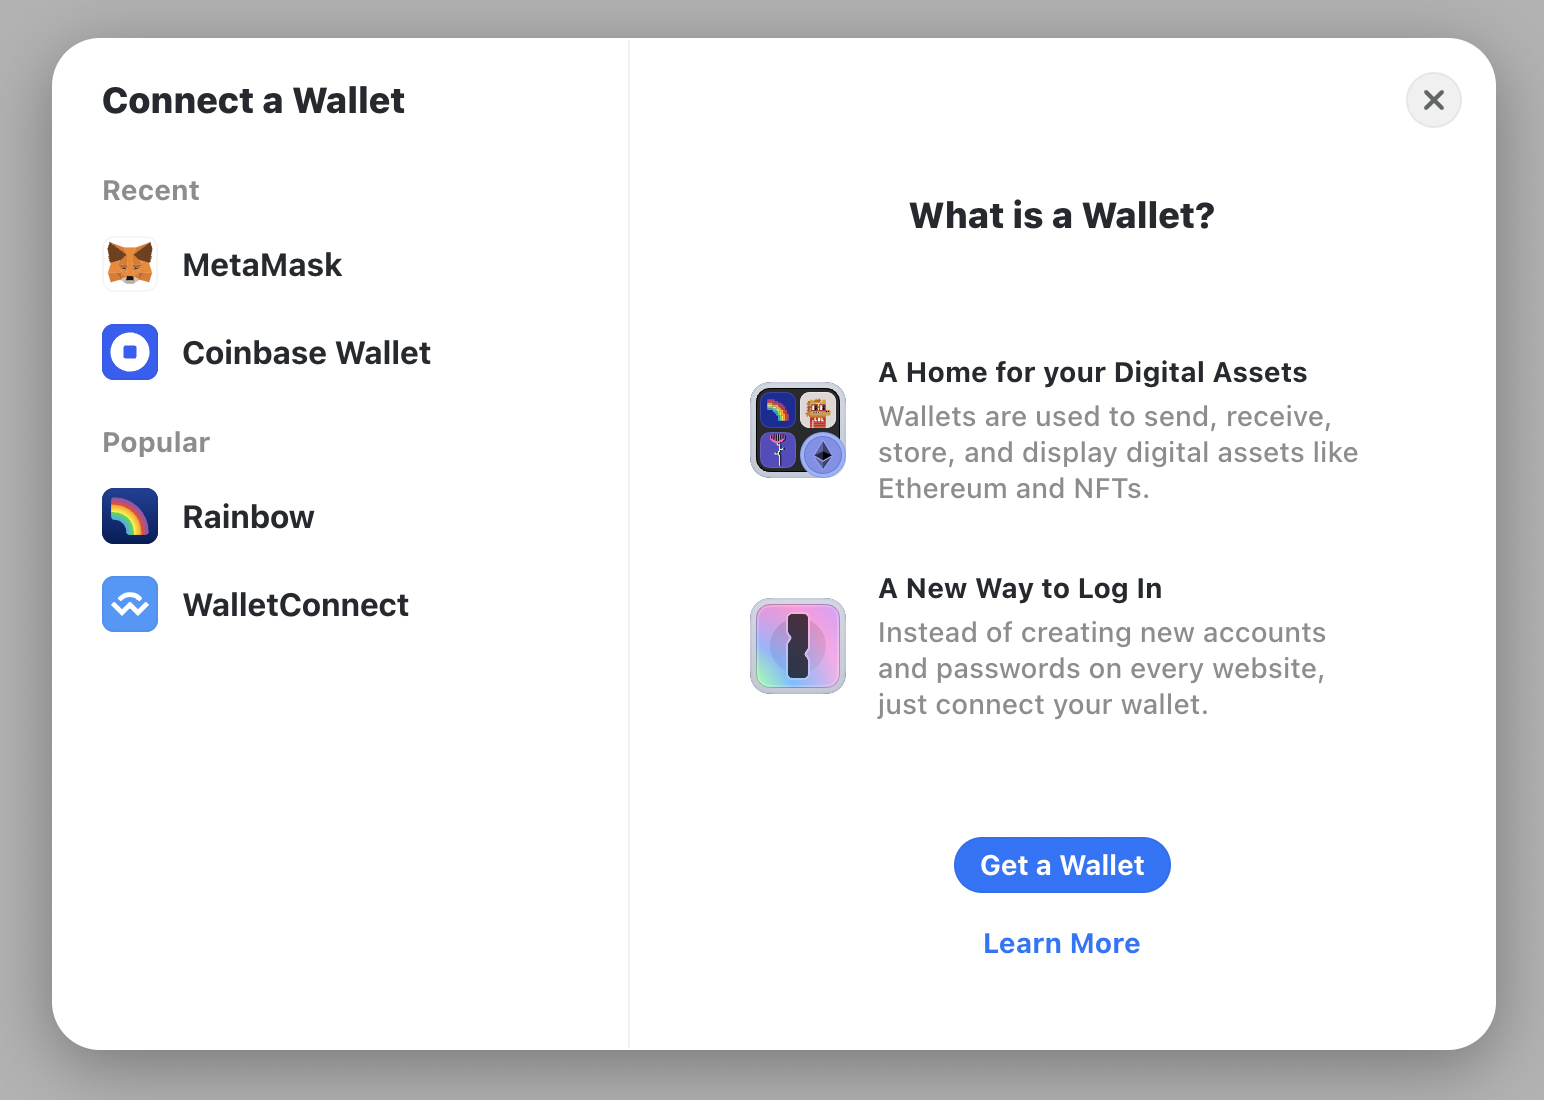 Connect a Wallet
Recent
MetaMask
Coinbase Wallet
Popular
Rainbow
WalletConnect
What is a Wallet?
A Home for your Digital Assets
Wallets are used to send, receive,
store, and display digital assets like
Ethereum and NFTs.
A New Way to Log In
Instead of creating new accounts
and passwords on every website,
just connect your wallet.
Get a Wallet
Learn More